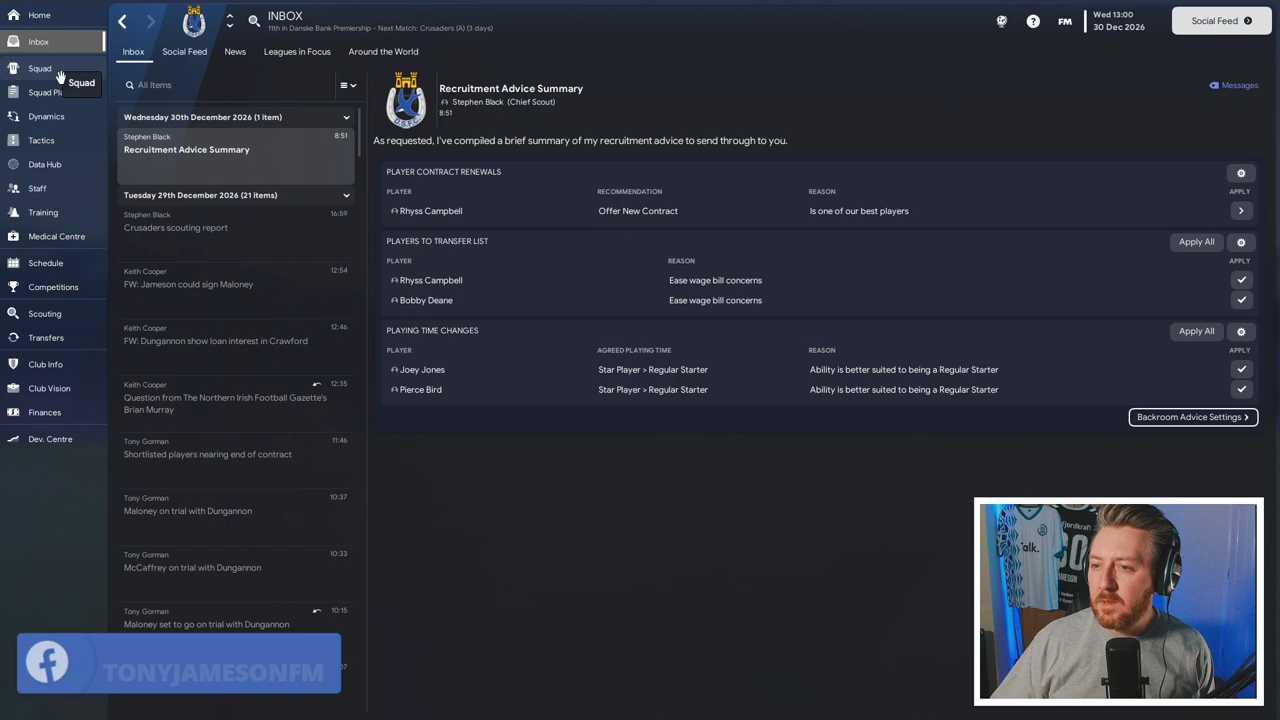 Home
Inbox
Squad
Squad Pla
Dynamics
Tactics
Data Hub
Staff
Training
Medical Centre
Schedule
Competitions
Scouting
Transfers
Club Info
Club Vision
Finances
Dev. Centre
Squad
INBOX
11th in Danske Bank Premiership - Next Match: Crusaders (A) (3 days)
FM
Wed 13:00
30 Dec 2026
Social Feed
Inbox Social Feed News Leagues in Focus Around the World
All Items
Wednesday 30th December 2026 (1 item)
Stephen Black 8:51
Recruitment Advice Summary
Tuesday 29th December 2026 (21 items)
Stephen Black 16:59
Crusaders scouting report
Keith Cooper 12:54
FW: Jameson could sign Maloney
Keith Cooper 12:46
FW: Dungannon show loan interest in Crawford
Keith Cooper 12:35
Question from The Northern Irish Football Gazette's
Brian Murray
Tony Gorman 11:46
Shortlisted players nearing end of contract
Tony Gorman 10:37
Maloney on trial with Dungannon
Tony Gorman 10:33
McCaffrey on trial with Dungannon
Tony Gorman 10:15
Maloney set to go on trial with Dungannon
Recruitment Advice Summary
Stephen Black (Chief Scout)
8:51
Messages
As requested, I've compiled a brief summary of my recruitment advice to send through to you.
PLAYER CONTRACT RENEWALS
PLAYER RECOMMENDATION REASON APPLY
Rhyss Campbell Offer New Contract Is one of our best players
PLAYERS TO TRANSFER LIST Apply All
PLAYER REASON APPLY
Rhyss Campbell Ease wage bill concerns
Bobby Deane Ease wage bill concerns
PLAYING TIME CHANGES Apply All
PLAYER AGREED PLAYING TIME REASON APPLY
Joey Jones Star Player > Regular Starter Ability is better suited to being a Regular Starter
Pierce Bird Star Player > Regular Starter Ability is better suited to being a Regular Starter
Backroom Advice Settings >
TONYJAMESONFM
Talk.